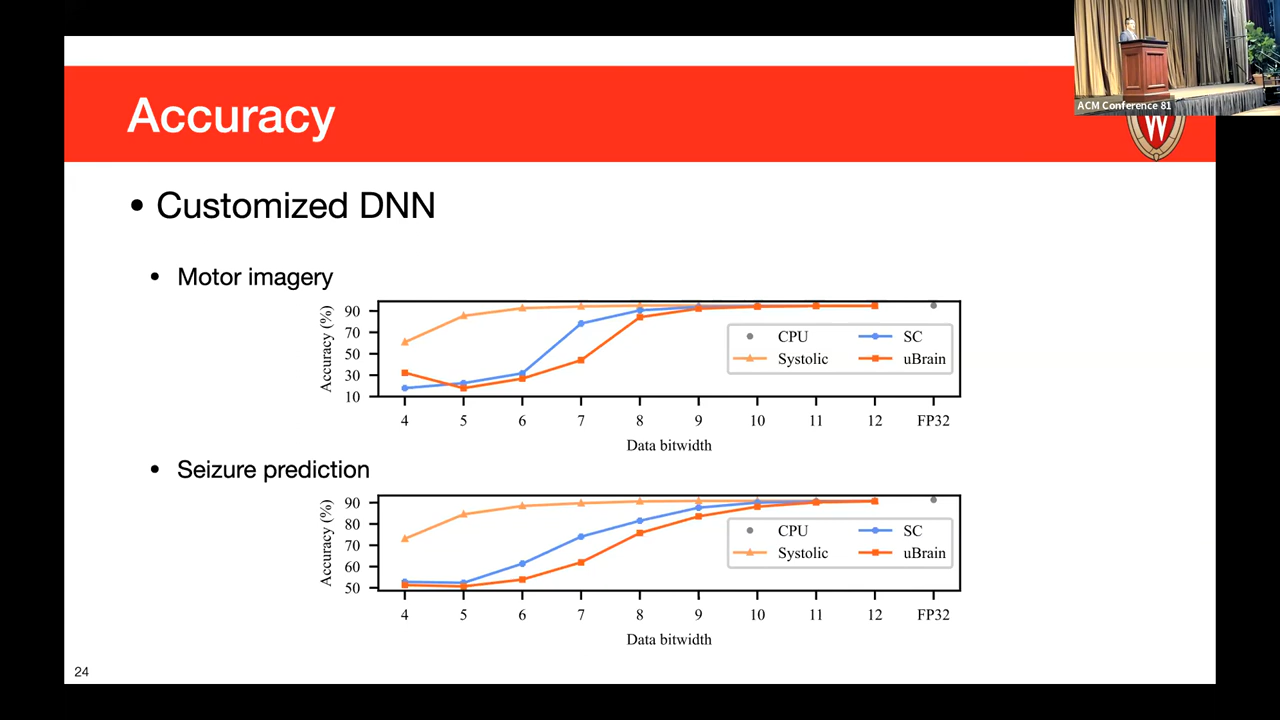 ACM Conference 81
W
Accuracy
• Customized DNN
• Motor imagery
Accuracy (%)
90
70
50
30
10
CPU
Systolic
SC
uBrain
4 5 6 7 8 9 10 11 12 FP32
Data bitwidth
• Seizure prediction
Accuracy (%)
90
80
70
60
50
CPU
Systolic
SC
uBrain
4 5 6 7 8 9 10 11 12 FP32
Data bitwidth
24